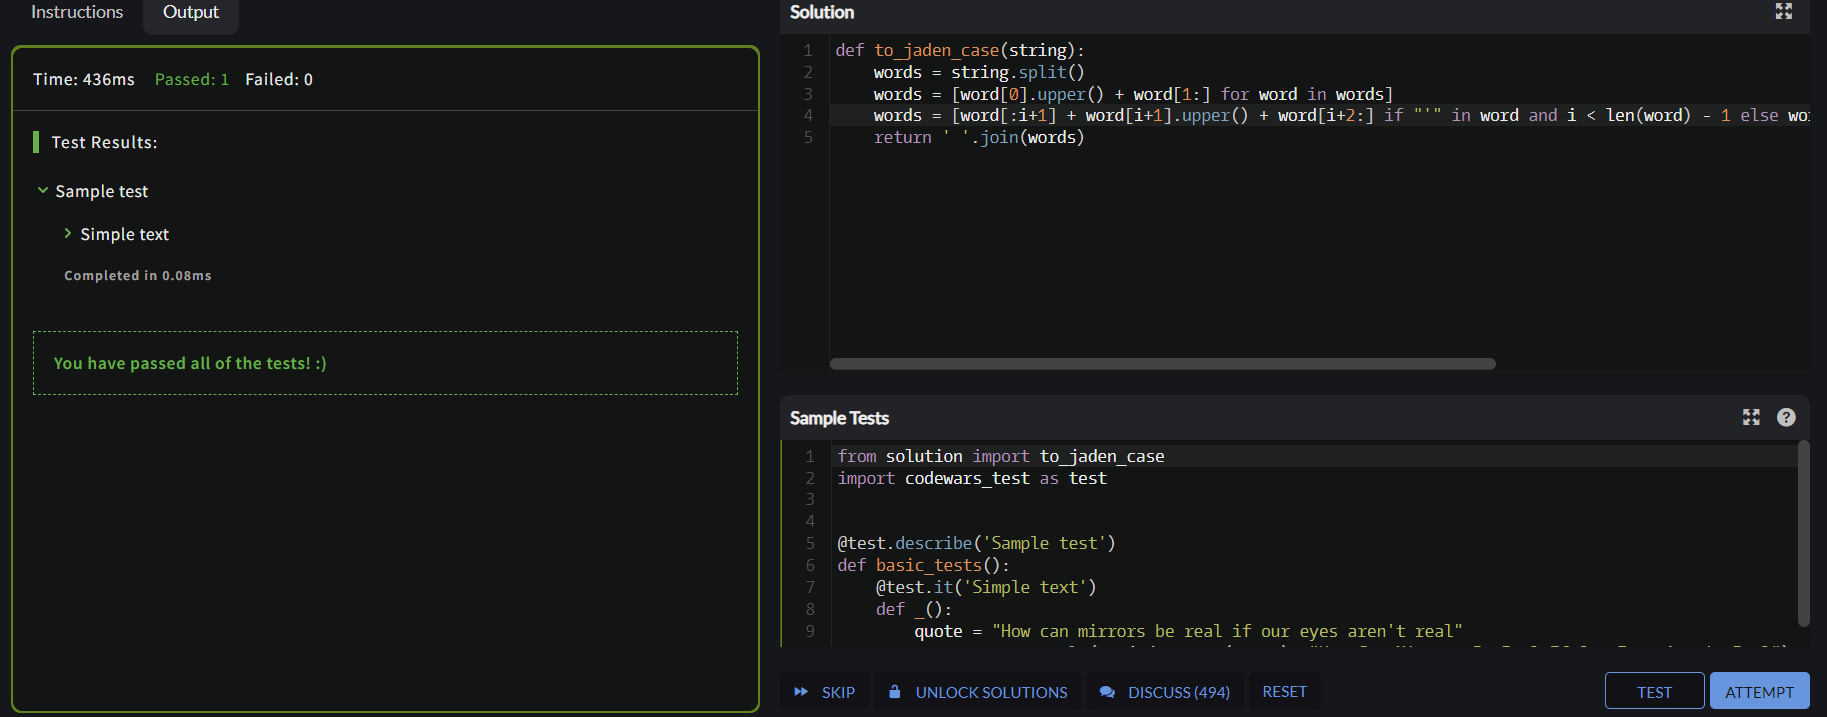 Instructions
Output
Time: 436ms Passed: 1 Failed: 0
Test Results:
Sample test
Simple text
Completed in 0.08ms
You have passed all of the tests! :)
Solution
1 def to_jaden_case(string):
2 words = string.split()
3 words = [word[0].upper() + word[1:] for word in words]
4 words = [word[:i+1] + word[i+1].upper() + word[i+2:] if "'" in word and i < len(word) - 1 else wo
5 return ' '.join(words)
Sample Tests
?
1 from solution import to_jaden_case
2 import codewars_test as test
3
4
5 @test.describe('Sample test')
6 def basic_tests():
7 @test.it('Simple text')
8 def _():
9 quote = "How can mirrors be real if our eyes aren't real"
SKIP
UNLOCK SOLUTIONS
DISCUSS (494)
RESET
TEST
ATTEMPT